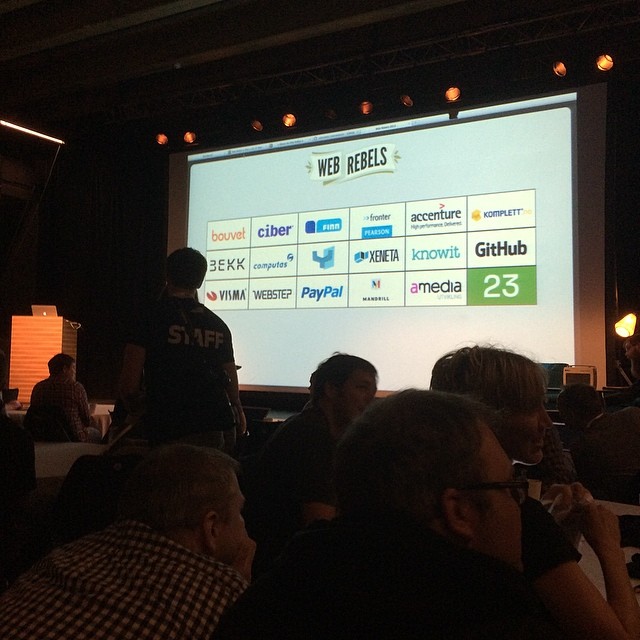 WEB REBELS
bouvet ciber FINN fronter PEARSON accenture High performance. Delivered. KOMPLETT
BEKK computas XENETA knowit GitHub
VISMA WEBSTEP PayPal MANDRILL amedia UTVIKLING 23
STAFF